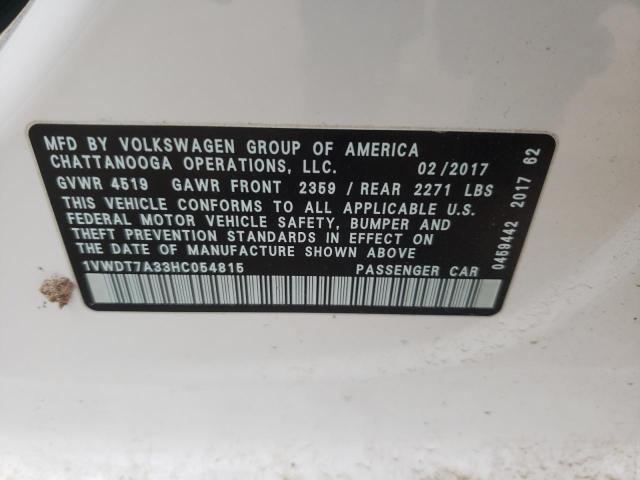 MFD BY VOLKSWAGEN GROUP OF AMERICA
CHATTANOOGA OPERATIONS, LLC. 02/2017
GVWR 4519 GAWR FRONT 2359 / REAR 2271 LBS
THIS VEHICLE CONFORMS TO ALL APPLICABLE U.S.
FEDERAL MOTOR VEHICLE SAFETY, BUMPER AND
THEFT PREVENTION STANDARDS IN EFFECT ON
THE DATE OF MANUFACTURE SHOWN ABOVE
1VWDT7A33HC054815 PASSENGER CAR
0459442 2017 62